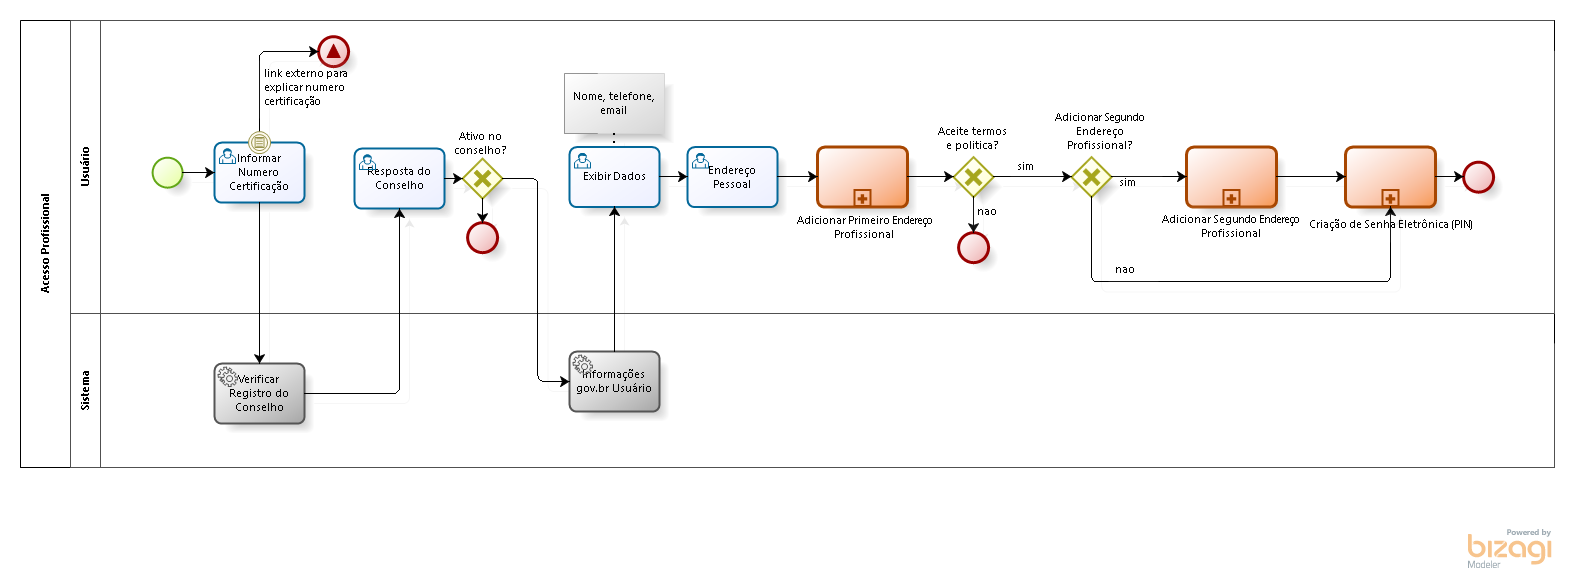 Acesso Profissional
Usuário
Sistema
link externo para
explicar numero
certificação
Informar
Numero
Certificação
Verificar
Registro do
Conselho
Resposta do
Conselho
Ativo no
conselho?
Nome, telefone,
email
Exibir Dados
Informações
gov.br Usuário
Endereço
Pessoal
Adicionar Primeiro Endereço
Profissional
Aceite termos
e politica?
sim
nao
Adicionar Segundo
Endereço
Profissional?
sim
nao
Adicionar Segundo Endereço
Profissional
Criação de Senha Eletrônica (PIN)
Powered by
bizagi
Modeler